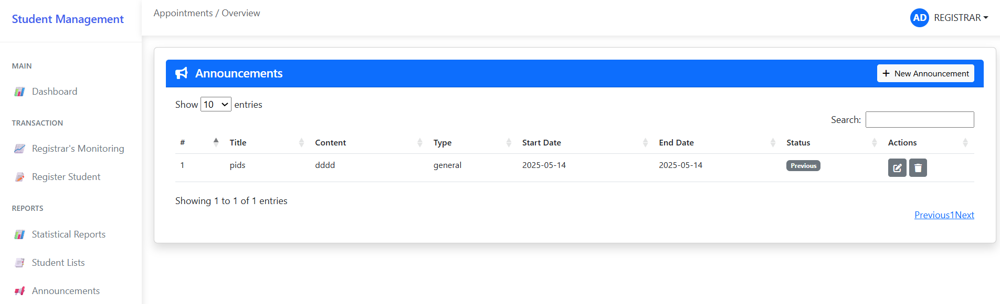 Student Management
Appointments / Overview
AD REGISTRAR
MAIN
Dashboard
TRANSACTION
Registrar's Monitoring
Register Student
REPORTS
Statistical Reports
Student Lists
Announcements
Announcements
+ New Announcement
Show 10 entries
Search:
# Title Content Type Start Date End Date Status Actions
1 pids dddd general 2025-05-14 2025-05-14 Previous
Showing 1 to 1 of 1 entries
Previous1Next